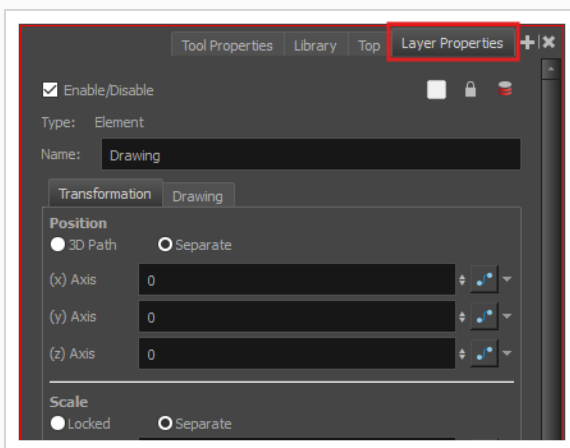 Tool Properties Library Top Layer Properties
Enable/Disable
Type: Element
Name: Drawing
Transformation Drawing
Position
3D Path Separate
(x) Axis 0
(y) Axis 0
(z) Axis 0
Scale
Locked Separate